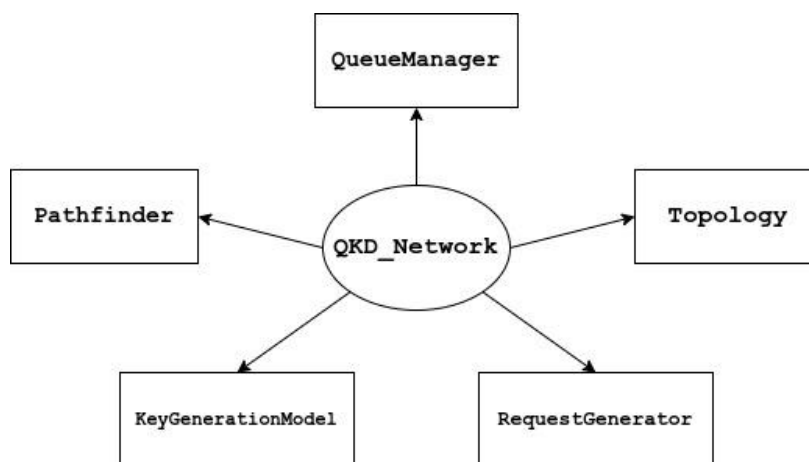 QueueManager
Pathfinder
QKD_Network
Topology
KeyGenerationModel
RequestGenerator